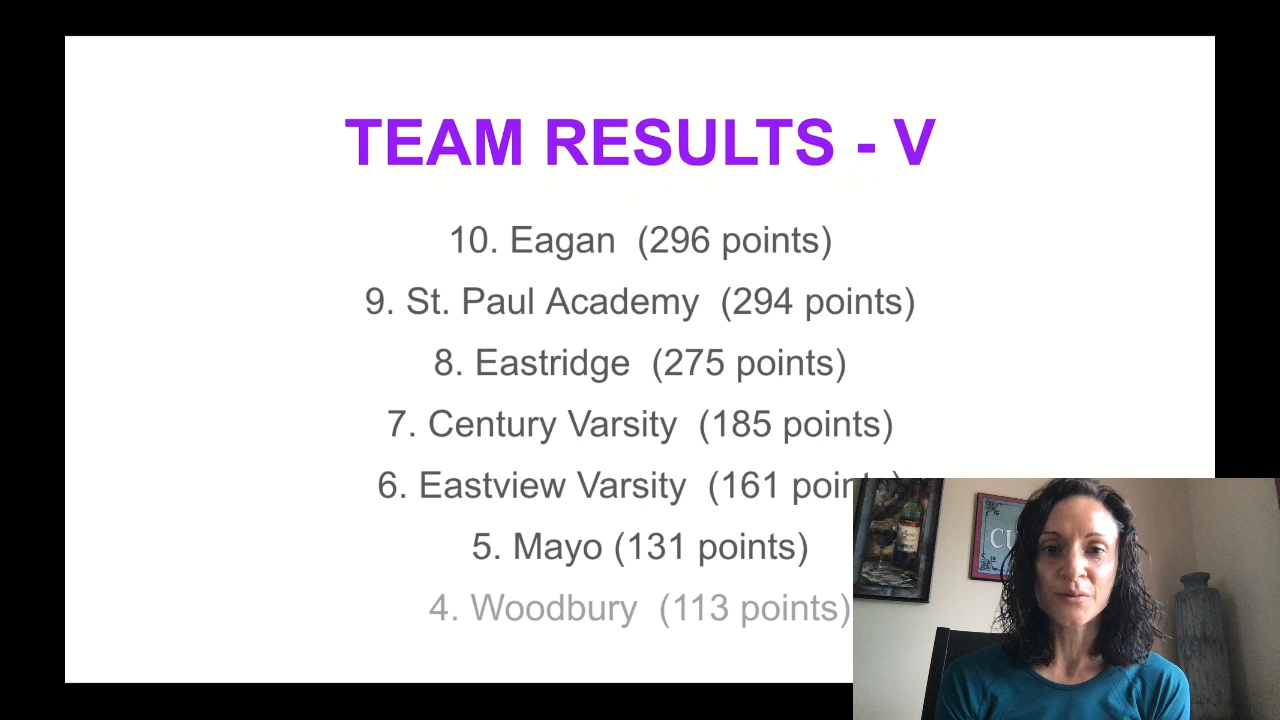 TEAM RESULTS - V
10. Eagan (296 points)
9. St. Paul Academy (294 points)
8. Eastridge (275 points)
7. Century Varsity (185 points)
6. Eastview Varsity (161
5. Mayo (131 points)
4. Woodbury (113 points)